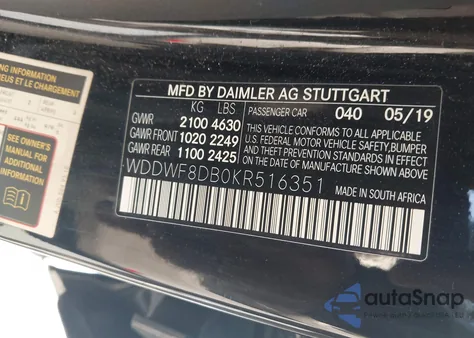 ING INFORMATION
EUS ET LE CHARGEMENT
SEE OWNER'S
MANUAL FOR
ADDITIONAL
INFORMATION
MFD BY DAIMLER AG STUTTGART
KG LBS PASSENGER CAR 040 05/19
GVWR 2100 4630
GAWR FRONT 1020 2249
GAWR REAR 1100 2425
THIS VEHICLE CONFORMS TO ALL APPLICABLE
U.S. FEDERAL MOTOR VEHICLE SAFETY, BUMPER
AND THEFT PREVENTION STANDARDS IN EFFECT
ON THE DATE OF MANUFACTURE SHOWN ABOVE.
WDDWF8DB0KR516351
MADE IN SOUTH AFRICA
autoSnap